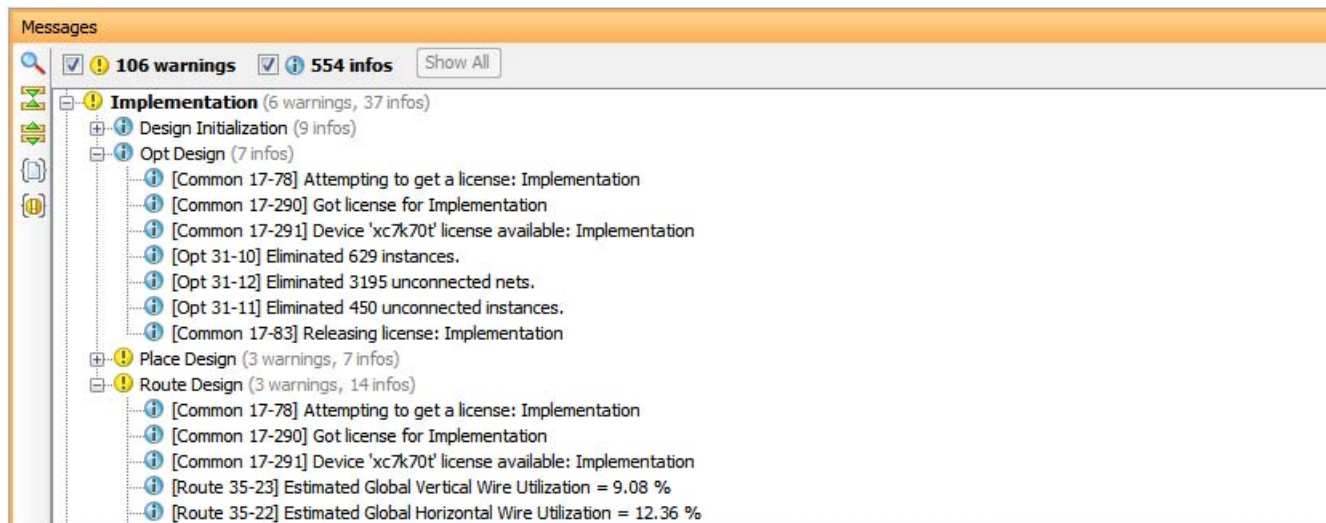 Messages
106 warnings 554 infos Show All
Implementation (6 warnings, 37 infos)
Design Initialization (9 infos)
Opt Design (7 infos)
[Common 17-78] Attempting to get a license: Implementation
[Common 17-290] Got license for Implementation
[Common 17-291] Device 'xc7k70t' license available: Implementation
[Opt 31-10] Eliminated 629 instances.
[Opt 31-12] Eliminated 3195 unconnected nets.
[Opt 31-11] Eliminated 450 unconnected instances.
[Common 17-83] Releasing license: Implementation
Place Design (3 warnings, 7 infos)
Route Design (3 warnings, 14 infos)
[Common 17-78] Attempting to get a license: Implementation
[Common 17-290] Got license for Implementation
[Common 17-291] Device 'xc7k70t' license available: Implementation
[Route 35-23] Estimated Global Vertical Wire Utilization = 9.08 %
[Route 35-22] Estimated Global Horizontal Wire Utilization = 12.36 %